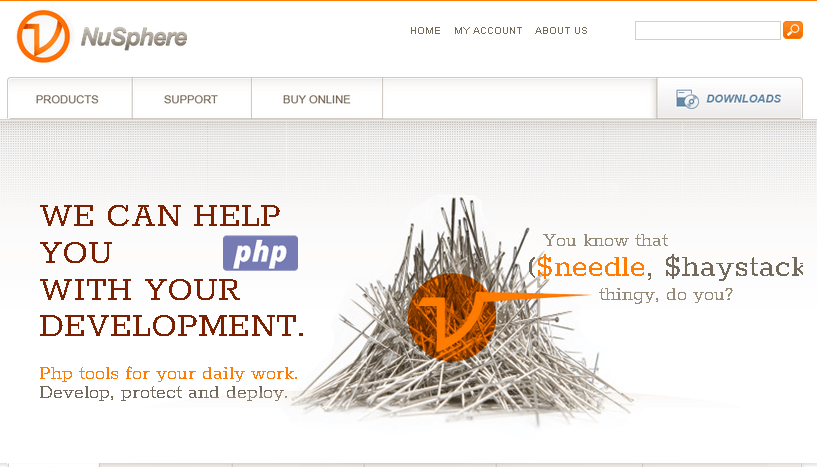 NuSphere
HOME MY ACCOUNT ABOUT US
PRODUCTS SUPPORT BUY ONLINE DOWNLOADS
WE CAN HELP
YOU php
WITH YOUR
DEVELOPMENT.
Php tools for your daily work.
Develop, protect and deploy.
You know that
($needle, $haystack
thingy, do you?